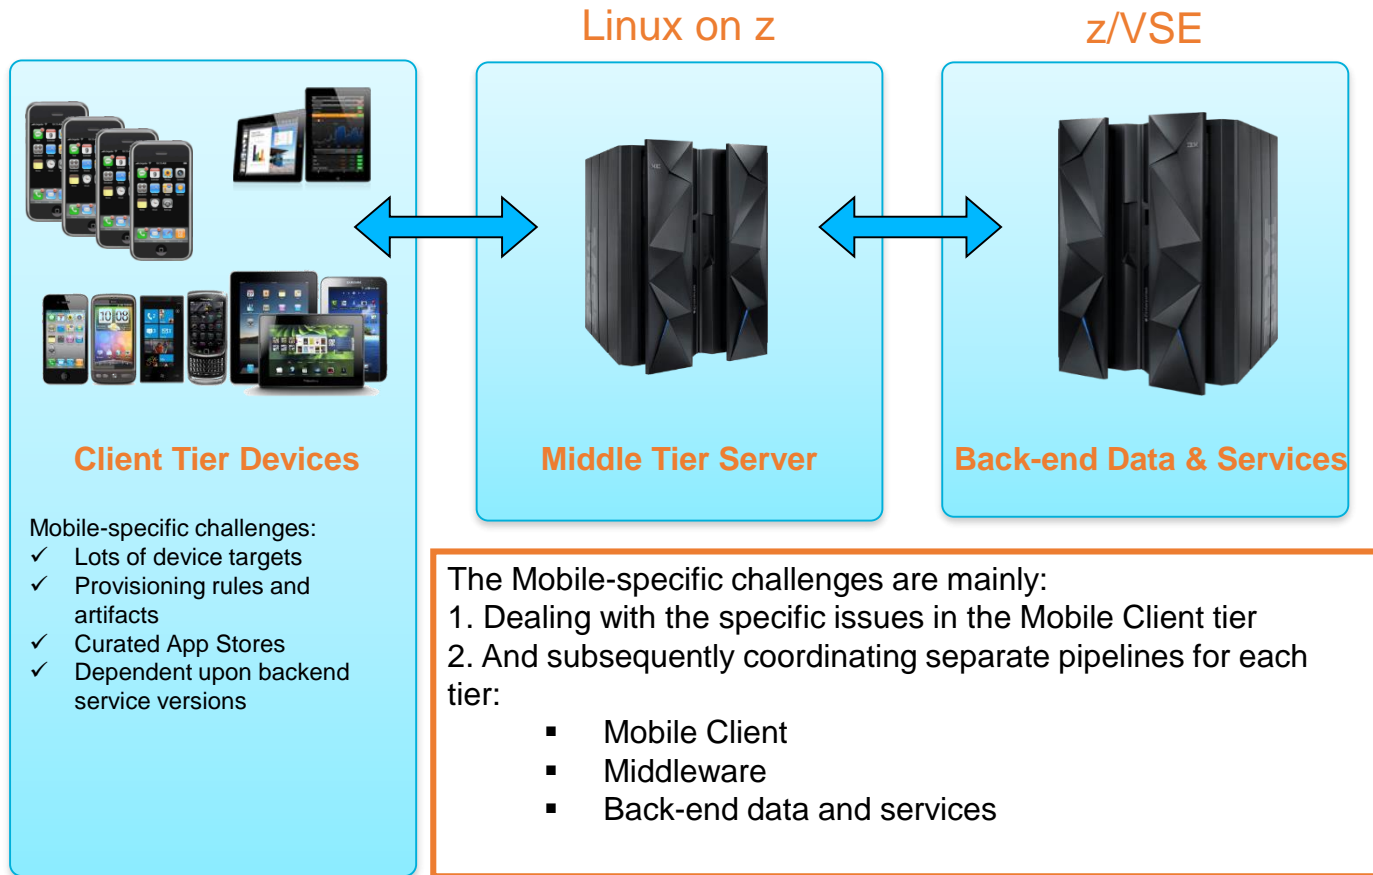 Linux on z
z/VSE
Client Tier Devices
Mobile-specific challenges:
✓ Lots of device targets
✓ Provisioning rules and
artifacts
✓ Curated App Stores
✓ Dependent upon backend
service versions
Middle Tier Server
Back-end Data & Services
The Mobile-specific challenges are mainly:
1. Dealing with the specific issues in the Mobile Client tier
2. And subsequently coordinating separate pipelines for each
tier:
▪ Mobile Client
▪ Middleware
▪ Back-end data and services